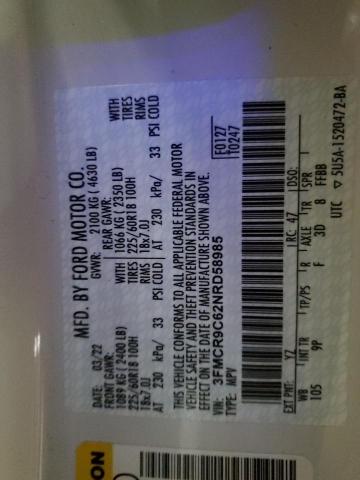 MFD. BY FORD MOTOR CO.
DATE: 03/22 GVWR: 2100 KG ( 4630 LB)
FRONT GAWR: REAR GAWR:
1089 KG ( 2400 LB) 1066 KG ( 2350 LB) WITH
225/60R18 100H TIRES 225/60R18 100H TIRES
18x7.0J RIMS 18x7.0J RIMS
AT 230 kPa/ 33 PSI COLD AT 230 kPa/ 33 PSI COLD
WITH
THIS VEHICLE CONFORMS TO ALL APPLICABLE FEDERAL MOTOR
VEHICLE SAFETY AND THEFT PREVENTION STANDARDS IN
EFFECT ON THE DATE OF MANUFACTURE SHOWN ABOVE.
3FMCR9C62NRD58985
TYPE: MPV
F0127
T0247
EXT PNT: YZ RC: 47 DSO:
WB INT TR TP/PS R AXLE TR SPR
105 9P F 3D 8 FFBB
UTC ▽ 5U5A-1520472-BA
ON